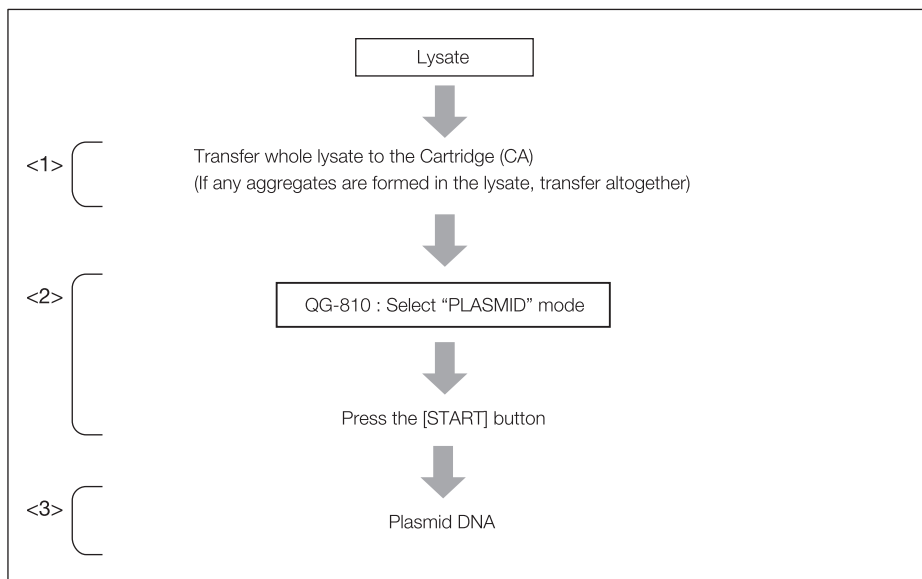 Lysate
<1>
Transfer whole lysate to the Cartridge (CA)
(If any aggregates are formed in the lysate, transfer altogether)
<2>
QG-810 : Select “PLASMID” mode
Press the [START] button
<3>
Plasmid DNA